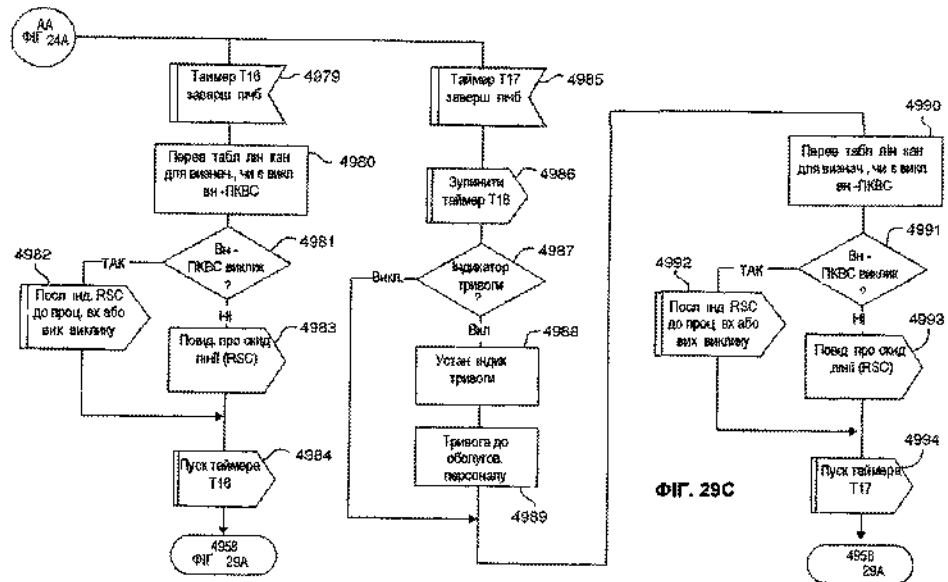 АА
ФІГ 24А
Таймер Т16
заверш лічб
4979
Перев табл лін кан
для визнач., чи є викл
вн -ПКВС
4980
Вн -
ПКВС виклик
?
4981
ТАК
НІ
4982
Посл інд. RSC
до проц. вх або
вих виклику
Повід. про скид
лінії (RSC)
4983
Пуск таймера
Т16
4984
4958
ФІГ 29А
Таймер Т17
заверш лічб
4985
Зупинити
таймер Т16
4986
Індикатор
тривоги
?
4987
Викл.
Вкл
Устан індик
тривоги
4988
Тривога до
обслугов.
персоналу
4989
4990
Перев табл лін кан
для визнач., чи є викл
вн -ПКВС
4991
Вн -
ПКВС виклик
?
ТАК
НІ
4992
Посл інд RSC
до проц. вх або
вих виклику
4993
Повід про скид
лінії (RSC)
4994
Пуск таймера
Т17
4958
29А
ФІГ. 29С